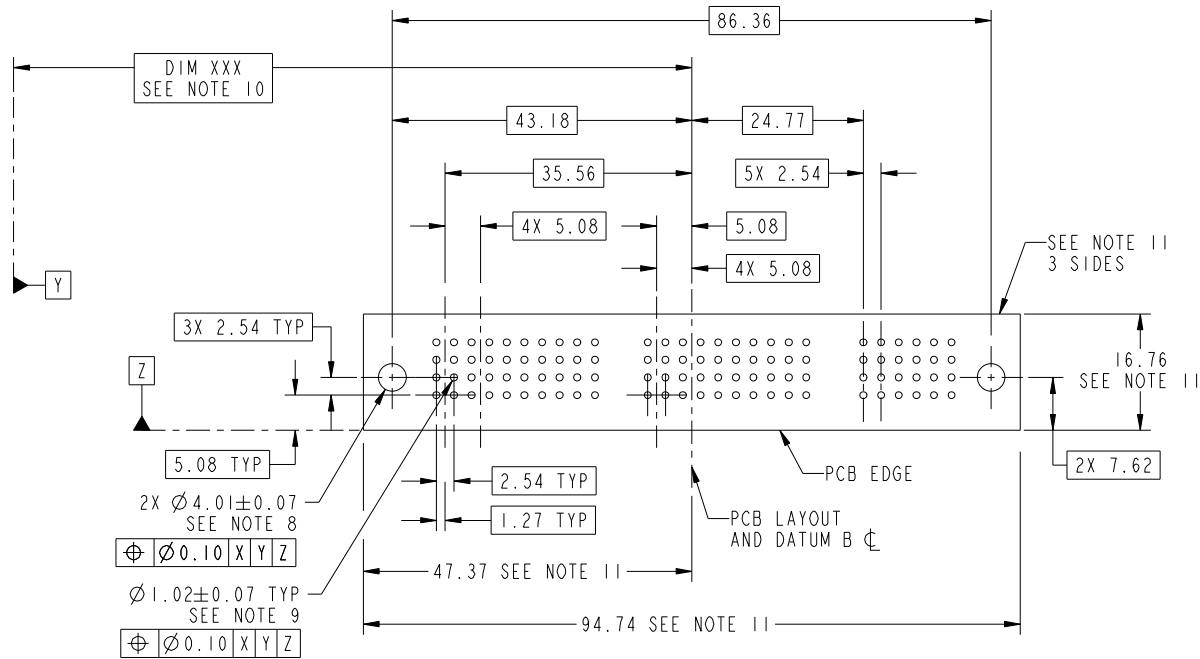 86.36
DIM XXX
SEE NOTE 10
43.18
24.77
35.56
5X 2.54
4X 5.08
5.08
4X 5.08
SEE NOTE 11
3 SIDES
Y
3X 2.54 TYP
Z
16.76
SEE NOTE 11
5.08 TYP
2X 7.62
2.54 TYP
PCB EDGE
2X Ø4.01±0.07
SEE NOTE 8
1.27 TYP
PCB LAYOUT
AND DATUM B ℄
⌖ Ø0.10 X Y Z
47.37 SEE NOTE 11
Ø1.02±0.07 TYP
SEE NOTE 9
94.74 SEE NOTE 11
⌖ Ø0.10 X Y Z